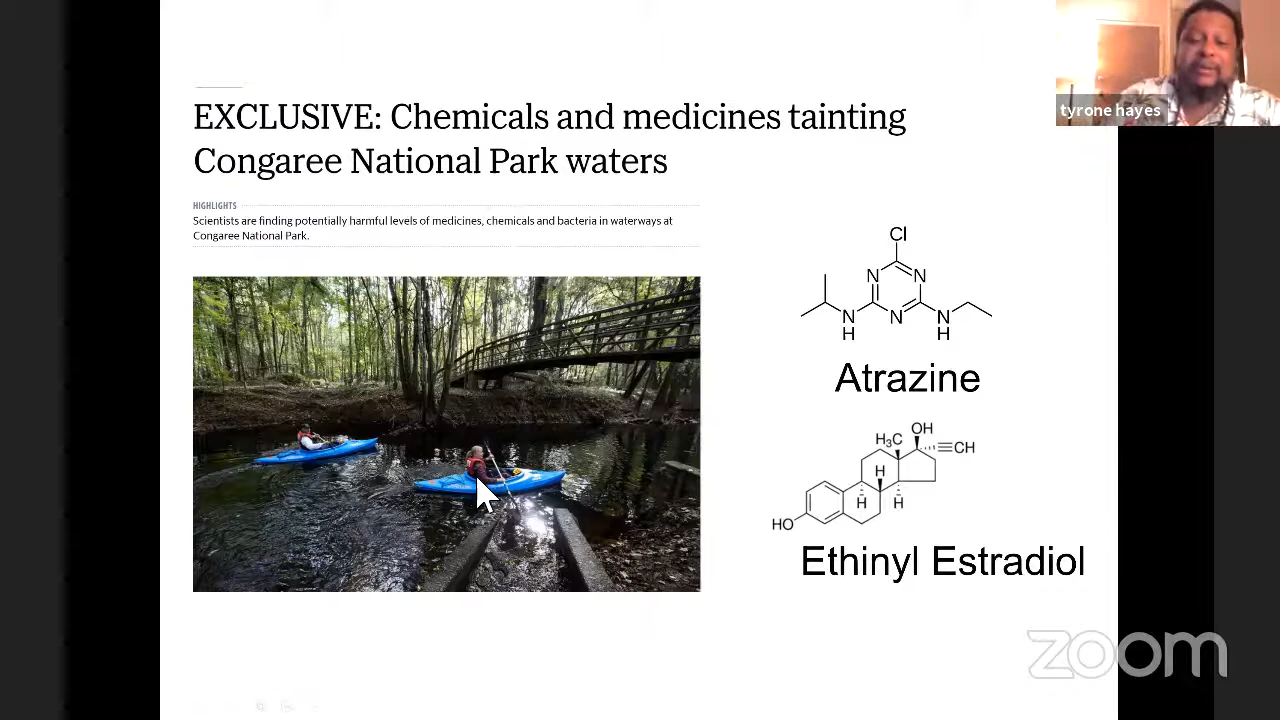 EXCLUSIVE: Chemicals and medicines tainting
Congaree National Park waters
HIGHLIGHTS
Scientists are finding potentially harmful levels of medicines, chemicals and bacteria in waterways at
Congaree National Park.
tyrone hayes
Cl
N N
N N N
H H
Atrazine
OH
H₃C
CH
H
H H
HO
Ethinyl Estradiol
zoom